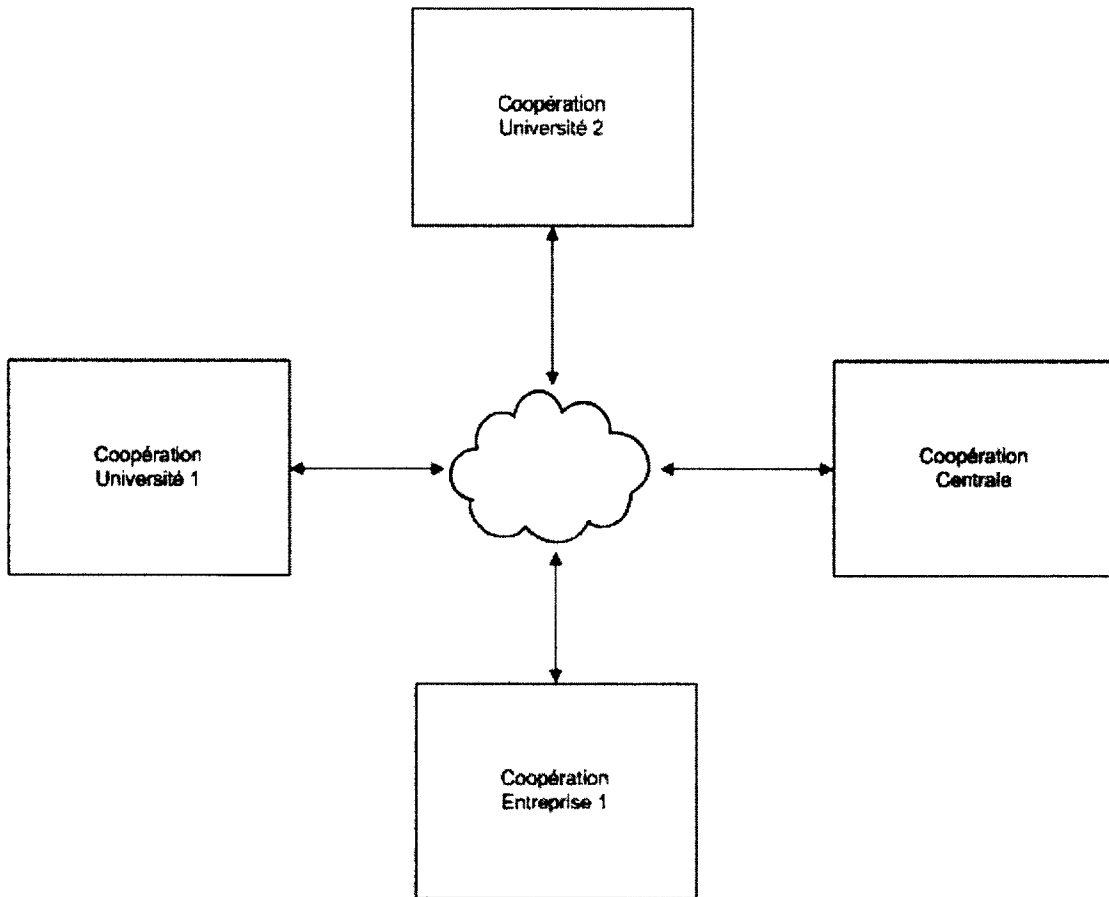 Coopération
Université 2
Coopération
Université 1
Coopération
Centrale
Coopération
Entreprise 1